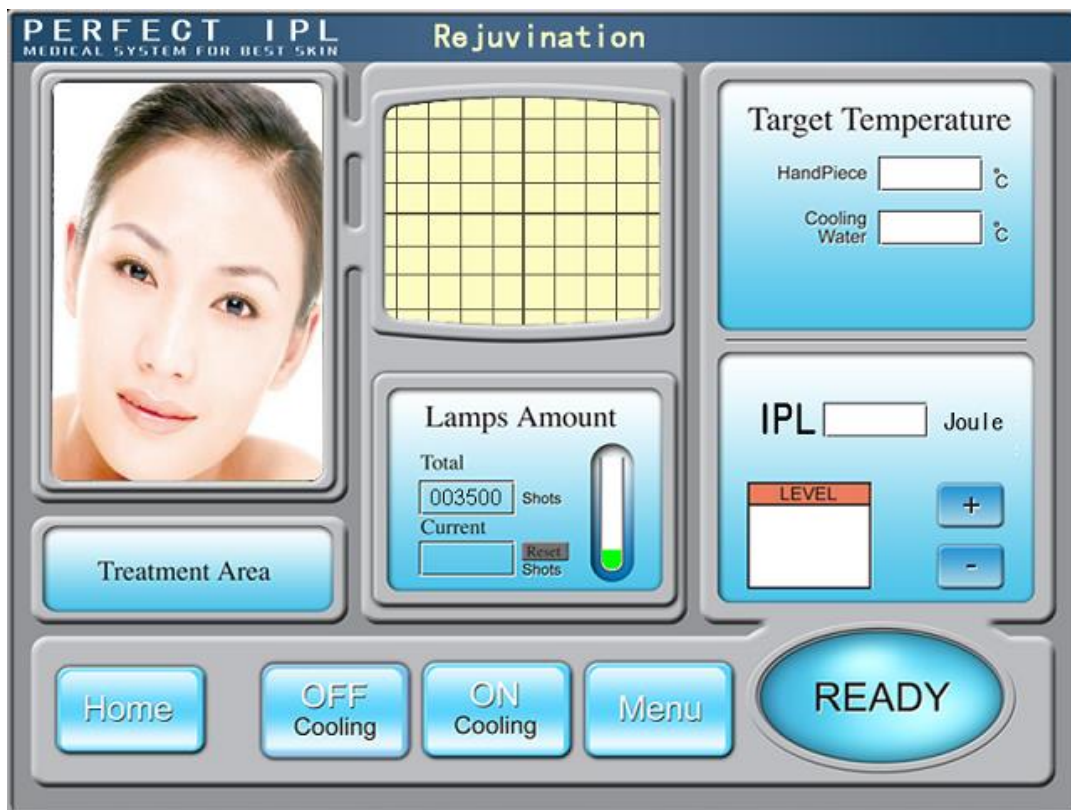 PERFECT IPL
MEDICAL SYSTEM FOR BEST SKIN
Rejuvination
Target Temperature
HandPiece °C
Cooling
Water °C
Lamps Amount
Total
003500 Shots
Current
Reset
Shots
IPL Joule
LEVEL
+
-
Treatment Area
Home
OFF
Cooling
ON
Cooling
Menu
READY